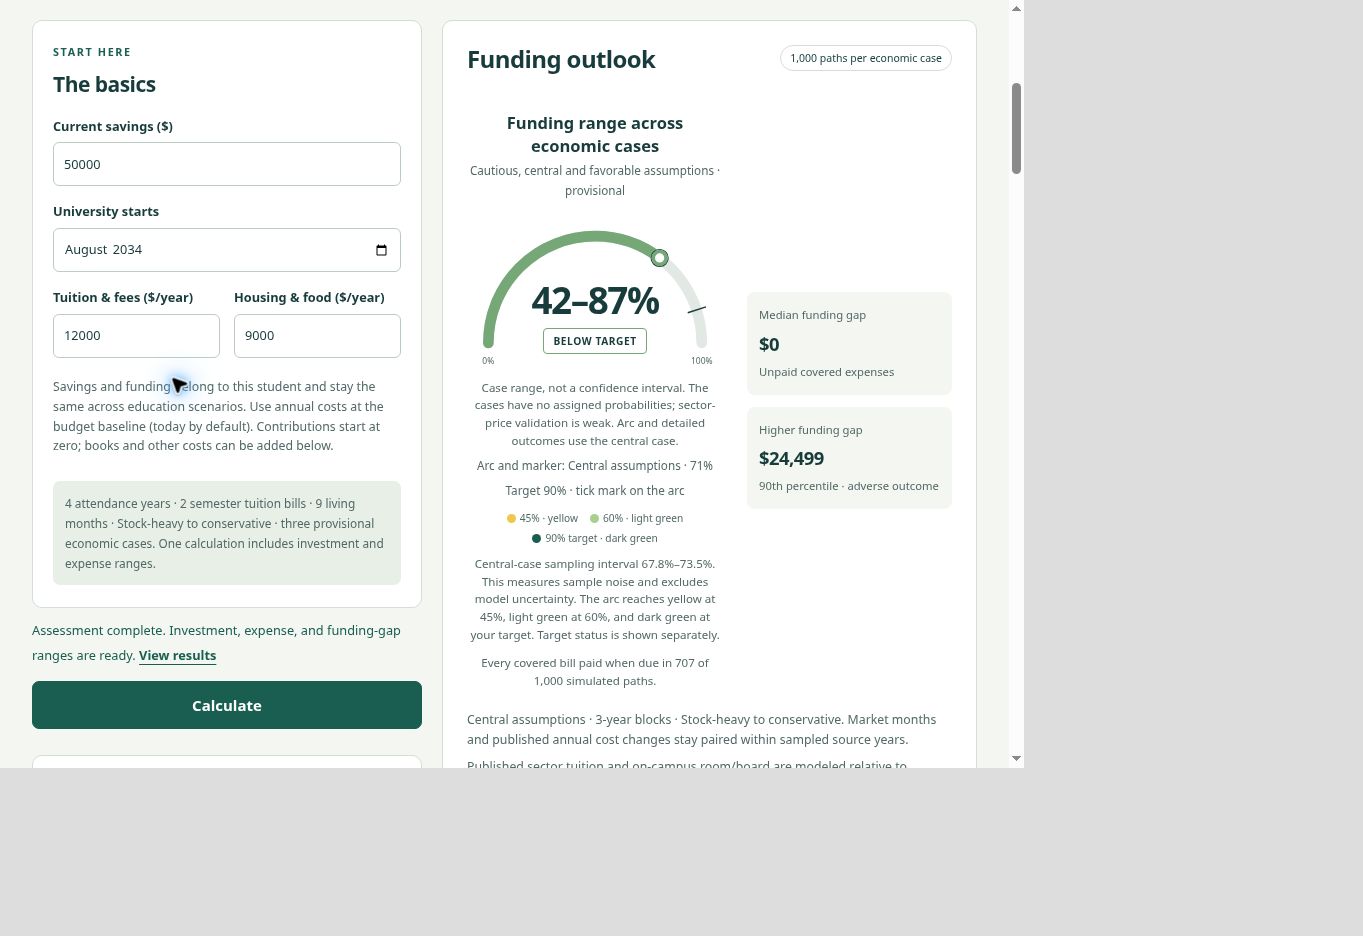 START HERE
The basics
Current savings ($)
50000
University starts
August 2034
Tuition & fees ($/year)
Housing & food ($/year)
12000
9000
Savings and funding belong to this student and stay the
same across education scenarios. Use annual costs at the
budget baseline (today by default). Contributions start at
zero; books and other costs can be added below.
4 attendance years · 2 semester tuition bills · 9 living
months · Stock-heavy to conservative · three provisional
economic cases. One calculation includes investment and
expense ranges.
Assessment complete. Investment, expense, and funding-gap
ranges are ready. View results
Calculate
Funding outlook
1,000 paths per economic case
Funding range across
economic cases
Cautious, central and favorable assumptions ·
provisional
42–87%
BELOW TARGET
0%
100%
Case range, not a confidence interval. The
cases have no assigned probabilities; sector-
price validation is weak. Arc and detailed
outcomes use the central case.
Arc and marker: Central assumptions · 71%
Target 90% · tick mark on the arc
45% · yellow
60% · light green
90% target · dark green
Central-case sampling interval 67.8%–73.5%.
This measures sample noise and excludes
model uncertainty. The arc reaches yellow at
45%, light green at 60%, and dark green at
your target. Target status is shown separately.
Every covered bill paid when due in 707 of
1,000 simulated paths.
Median funding gap
$0
Unpaid covered expenses
Higher funding gap
$24,499
90th percentile · adverse outcome
Central assumptions · 3-year blocks · Stock-heavy to conservative. Market months
and published annual cost changes stay paired within sampled source years.
Published sector tuition and on-campus room/board are modeled relative to